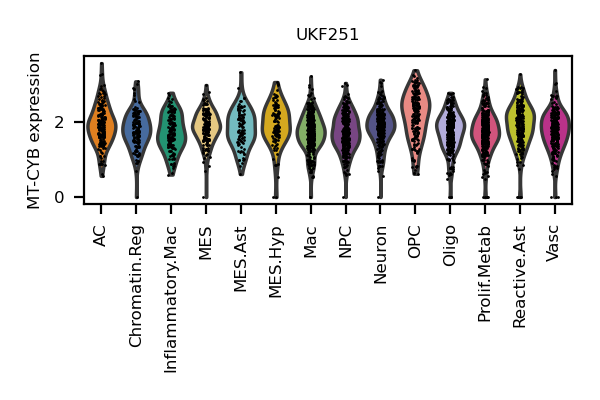 UKF251
MT-CYB expression
2
0
AC
Chromatin.Reg
Inflammatory.Mac
MES
MES.Ast
MES.Hyp
Mac
NPC
Neuron
OPC
Oligo
Prolif.Metab
Reactive.Ast
Vasc